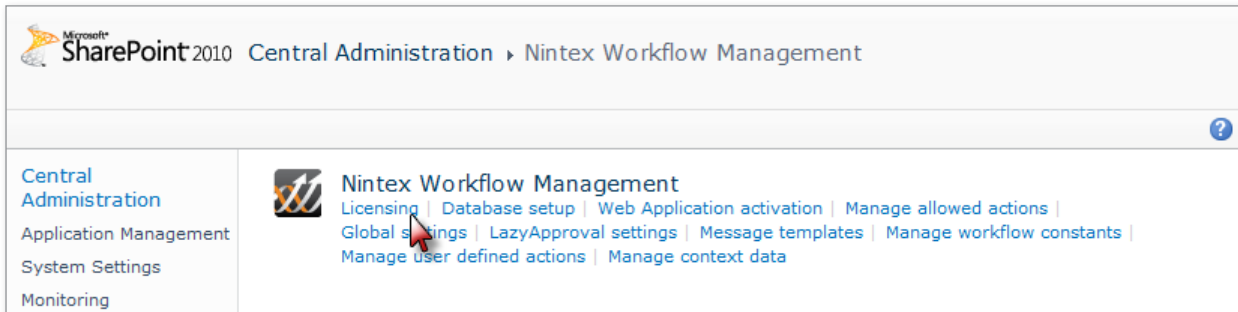 Microsoft®
SharePoint 2010 Central Administration ▸ Nintex Workflow Management
?
Central
Administration
Application Management
System Settings
Monitoring
Nintex Workflow Management
Licensing | Database setup | Web Application activation | Manage allowed actions |
Global settings | LazyApproval settings | Message templates | Manage workflow constants |
Manage user defined actions | Manage context data